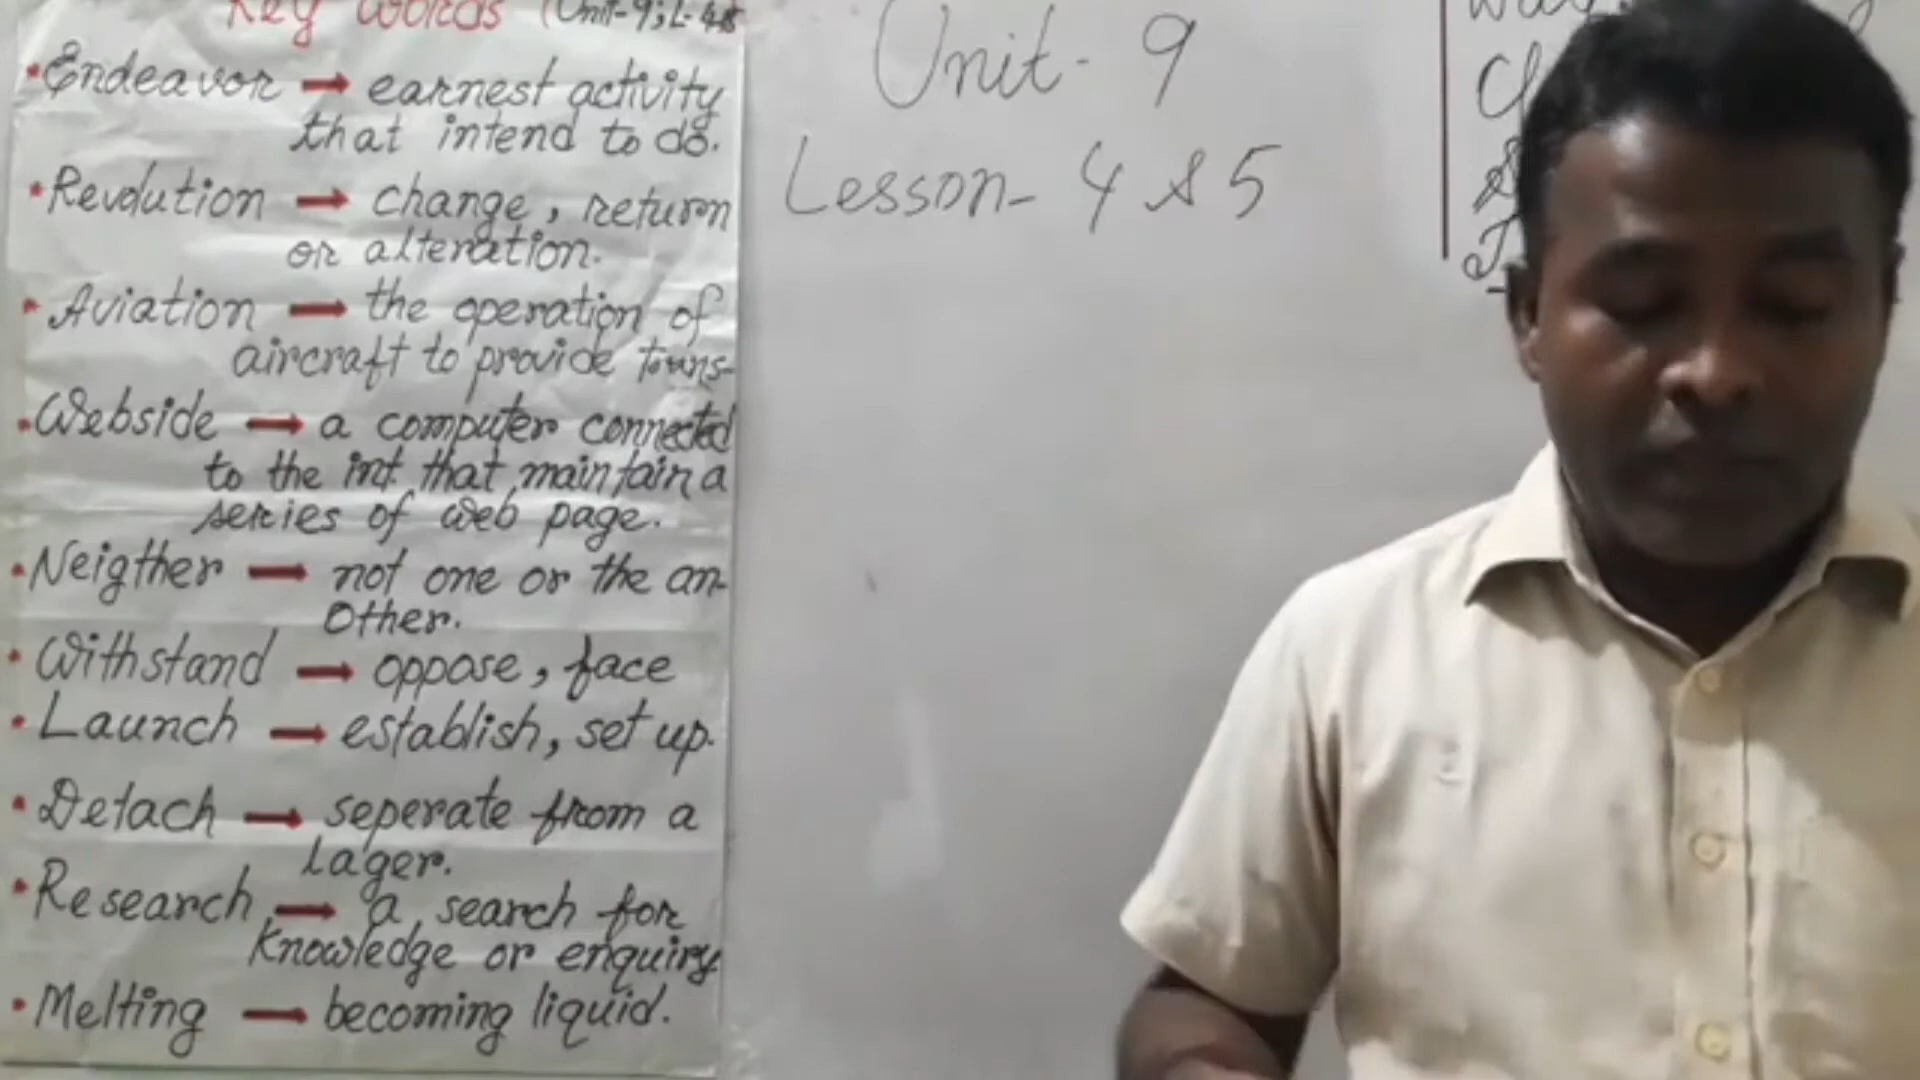 Key Words (Unit-9; L-4&5
Endeavor → earnest activity
that intend to do.
Revolution → change, return
or alteration.
Aviation → the operation of
aircraft to provide trans-
Webside → a computer connected
to the int that maintain a
series of web page.
Neigther → not one or the an-
other.
Withstand → oppose, face
Launch → establish, set up.
Detach → seperate from a
lager.
Research → a search for
knowledge or enquiry
Melting → becoming liquid.
Unit- 9
Lesson- 4 & 5